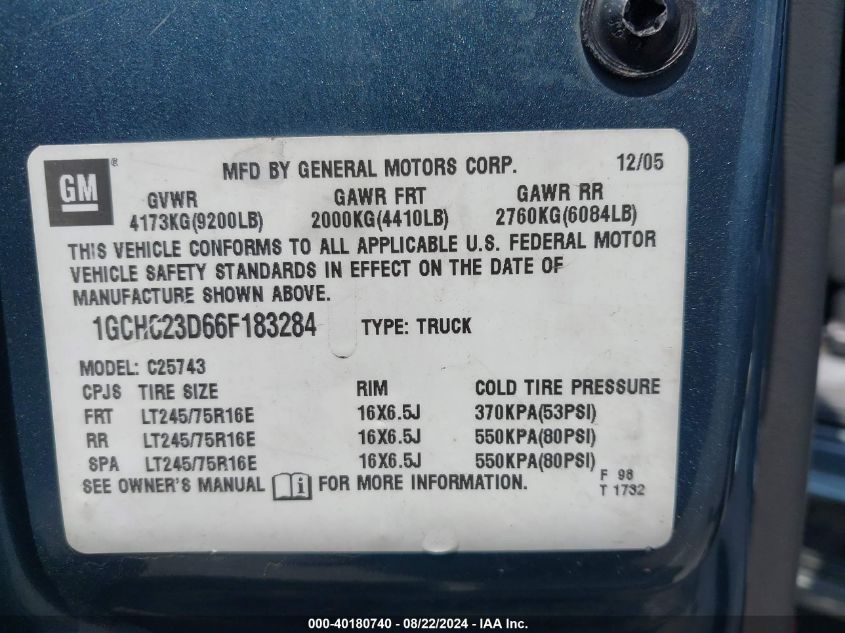 GM ® MFD BY GENERAL MOTORS CORP. 12/05
GVWR GAWR FRT GAWR RR
4173KG(9200LB) 2000KG(4410LB) 2760KG(6084LB)
THIS VEHICLE CONFORMS TO ALL APPLICABLE U.S. FEDERAL MOTOR
VEHICLE SAFETY STANDARDS IN EFFECT ON THE DATE OF
MANUFACTURE SHOWN ABOVE.
1GCHC23D66F183284 TYPE: TRUCK
MODEL: C25743
CPJS TIRE SIZE RIM COLD TIRE PRESSURE
FRT LT245/75R16E 16X6.5J 370KPA(53PSI)
RR LT245/75R16E 16X6.5J 550KPA(80PSI)
SPA LT245/75R16E 16X6.5J 550KPA(80PSI)
SEE OWNER'S MANUAL i FOR MORE INFORMATION.
F 98
T 1732
000-40180740 - 08/22/2024 - IAA Inc.